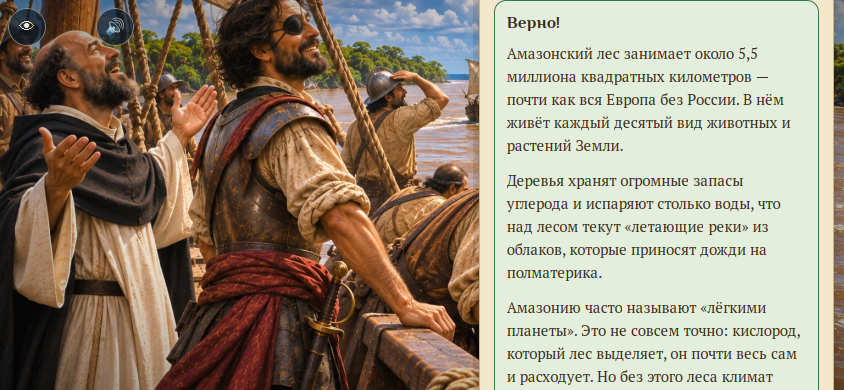 Верно!
Амазонский лес занимает около 5,5
миллиона квадратных километров —
почти как вся Европа без России. В нём
живёт каждый десятый вид животных и
растений Земли.
Деревья хранят огромные запасы
углерода и испаряют столько воды, что
над лесом текут «летающие реки» из
облаков, которые приносят дожди на
полматерика.
Амазонию часто называют «лёгкими
планеты». Это не совсем точно: кислород,
который лес выделяет, он почти весь сам
и расходует. Но без этого леса климат